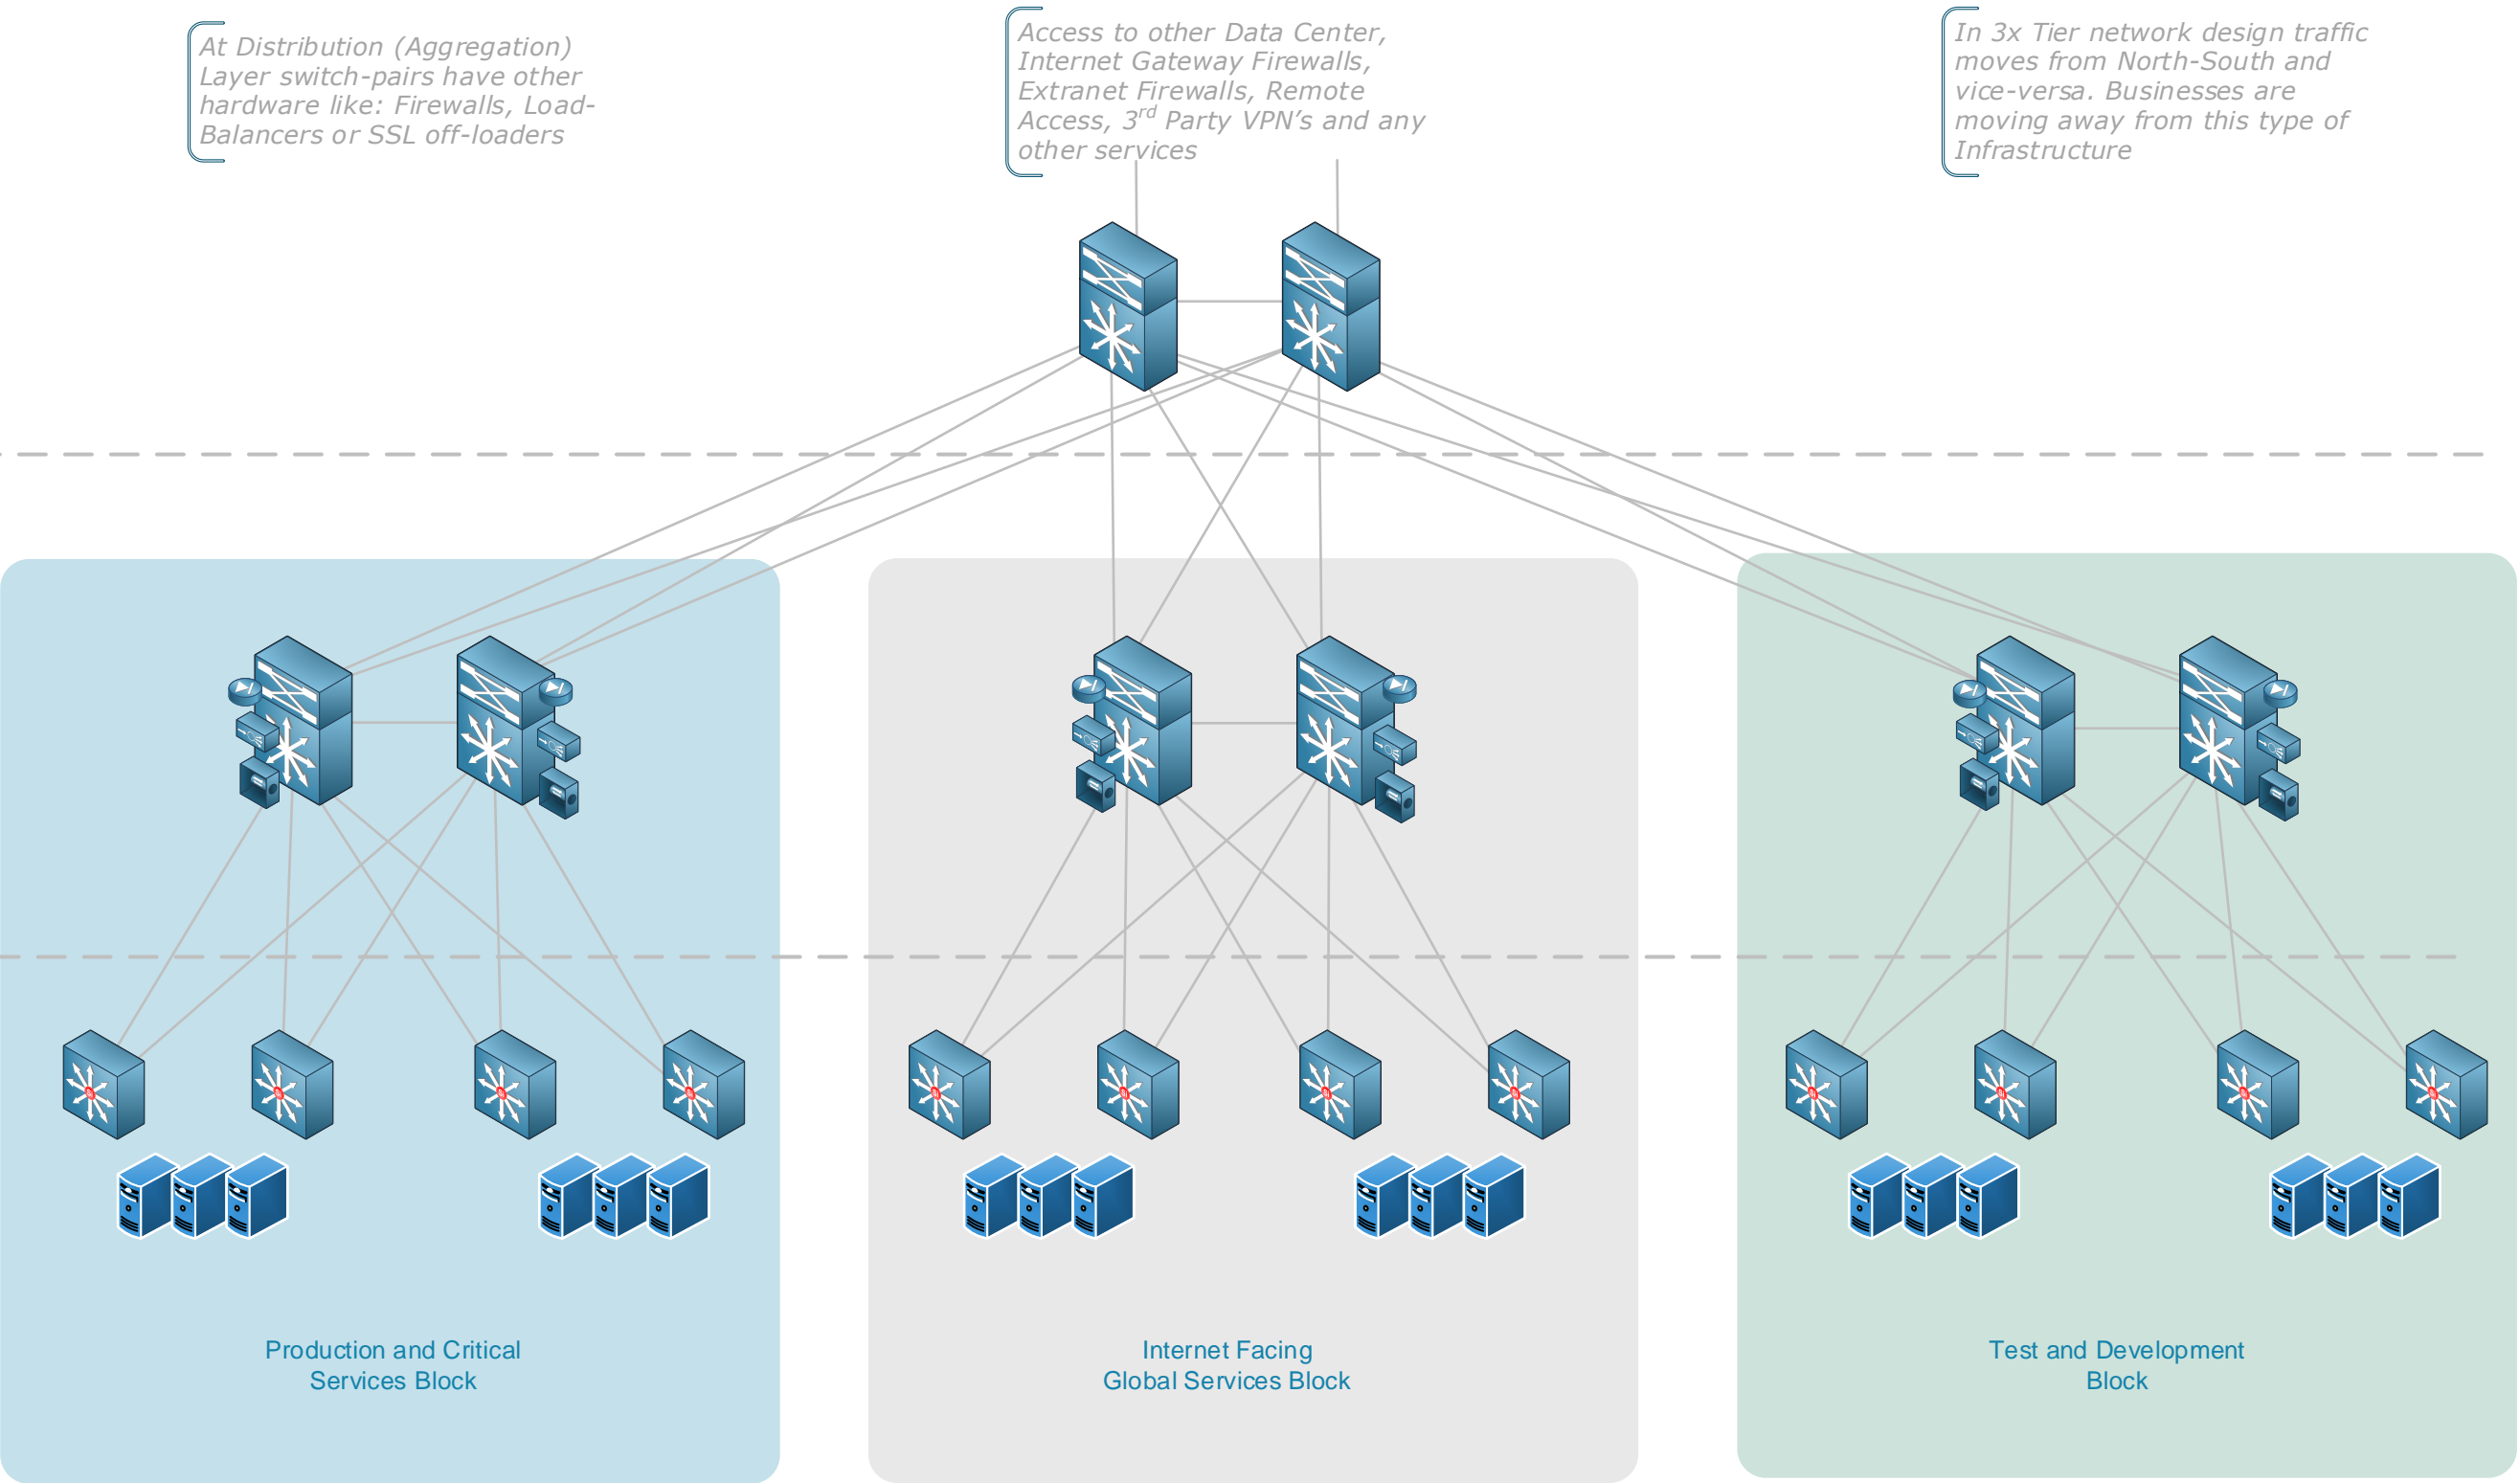 At Distribution (Aggregation)
Layer switch-pairs have other
hardware like: Firewalls, Load-
Balancers or SSL off-loaders
Access to other Data Center,
Internet Gateway Firewalls,
Extranet Firewalls, Remote
Access, 3rd Party VPN's and any
other services
In 3x Tier network design traffic
moves from North-South and
vice-versa. Businesses are
moving away from this type of
Infrastructure
Production and Critical
Services Block
Internet Facing
Global Services Block
Test and Development
Block